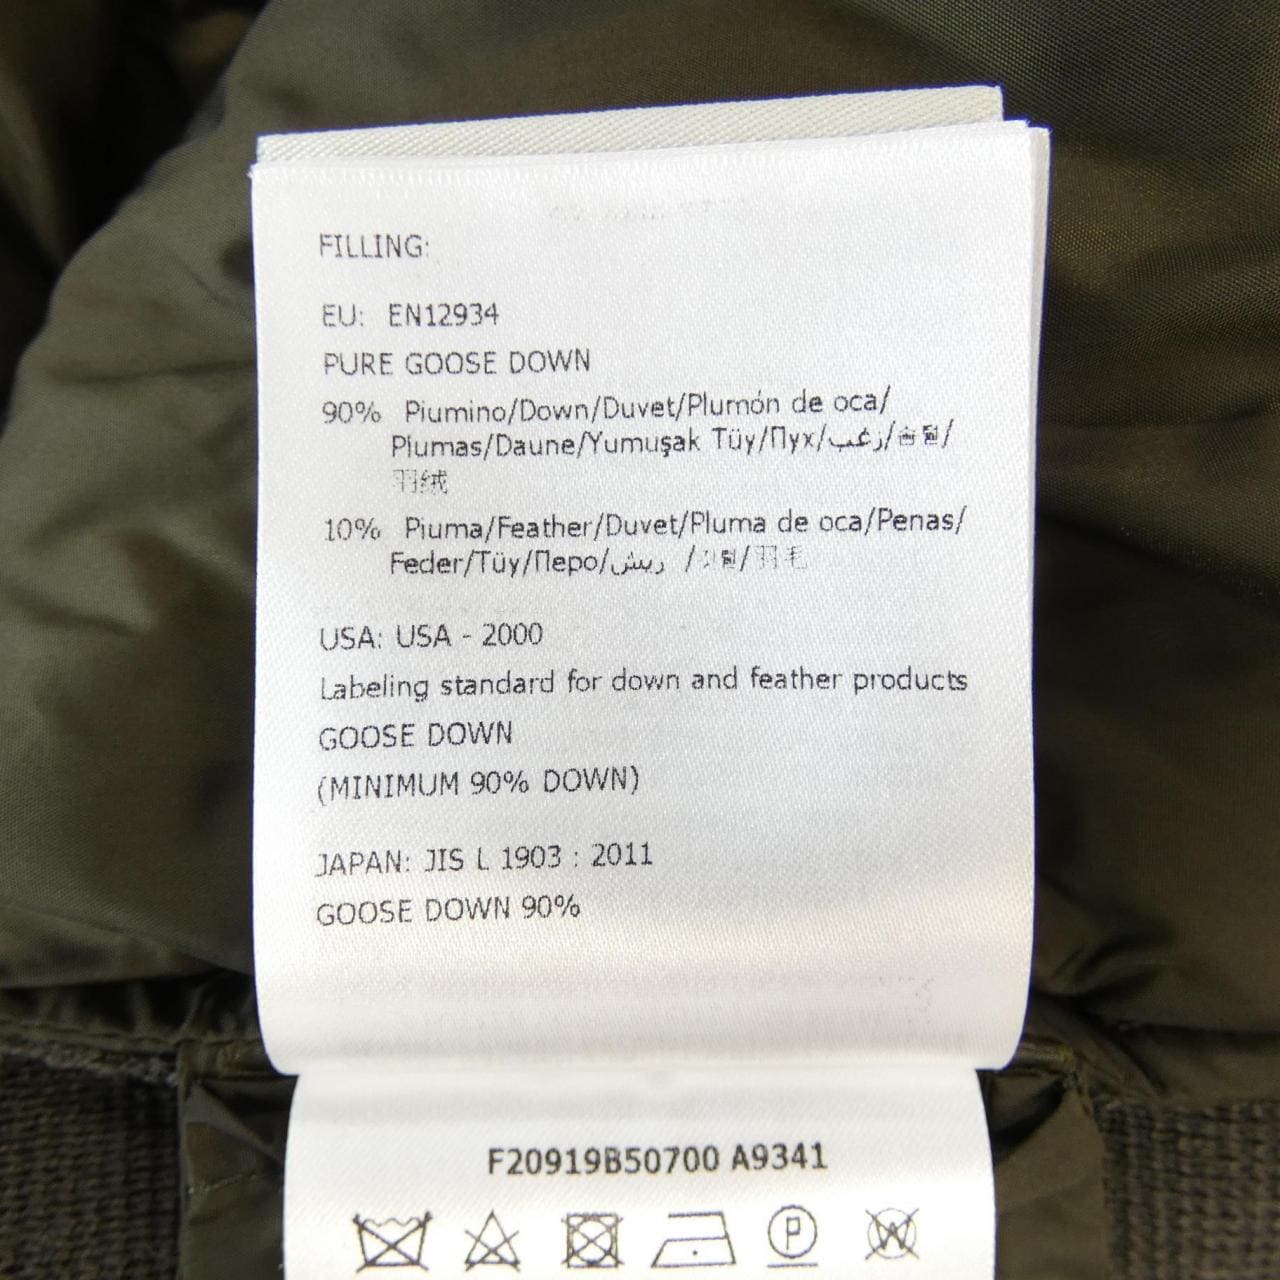 FILLING:
EU: EN12934
PURE GOOSE DOWN
90% Piumino/Down/Duvet/Plumón de oca/
Plumas/Daune/Yumuşak Tüy/Пух/زغب/솜털/
羽绒
10% Piuma/Feather/Duvet/Pluma de oca/Penas/
Feder/Tüy/Перо/ريش /깃털/羽毛
USA: USA - 2000
Labeling standard for down and feather products
GOOSE DOWN
(MINIMUM 90% DOWN)
JAPAN: JIS L 1903 : 2011
GOOSE DOWN 90%
F20919B50700 A9341
P W